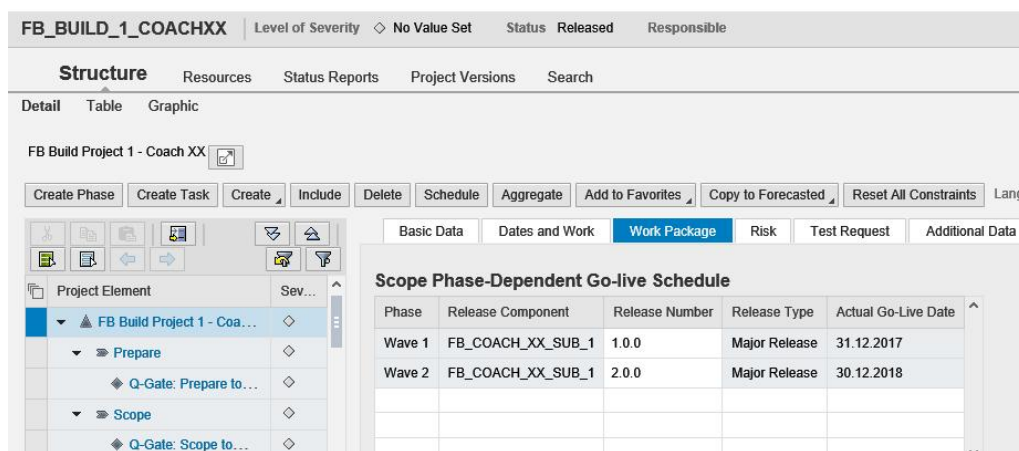 FB_BUILD_1_COACHXX Level of Severity No Value Set Status Released Responsible
Structure Resources Status Reports Project Versions Search
Detail Table Graphic
FB Build Project 1 - Coach XX
Create Phase Create Task Create Include Delete Schedule Aggregate Add to Favorites Copy to Forecasted Reset All Constraints Lang
Basic Data Dates and Work Work Package Risk Test Request Additional Data
Scope Phase-Dependent Go-live Schedule
Project Element Sev...
Phase Release Component Release Number Release Type Actual Go-Live Date
FB Build Project 1 - Coa...
Wave 1 FB_COACH_XX_SUB_1 1.0.0 Major Release 31.12.2017
Prepare
Wave 2 FB_COACH_XX_SUB_1 2.0.0 Major Release 30.12.2018
Q-Gate: Prepare to...
Scope
Q-Gate: Scope to...